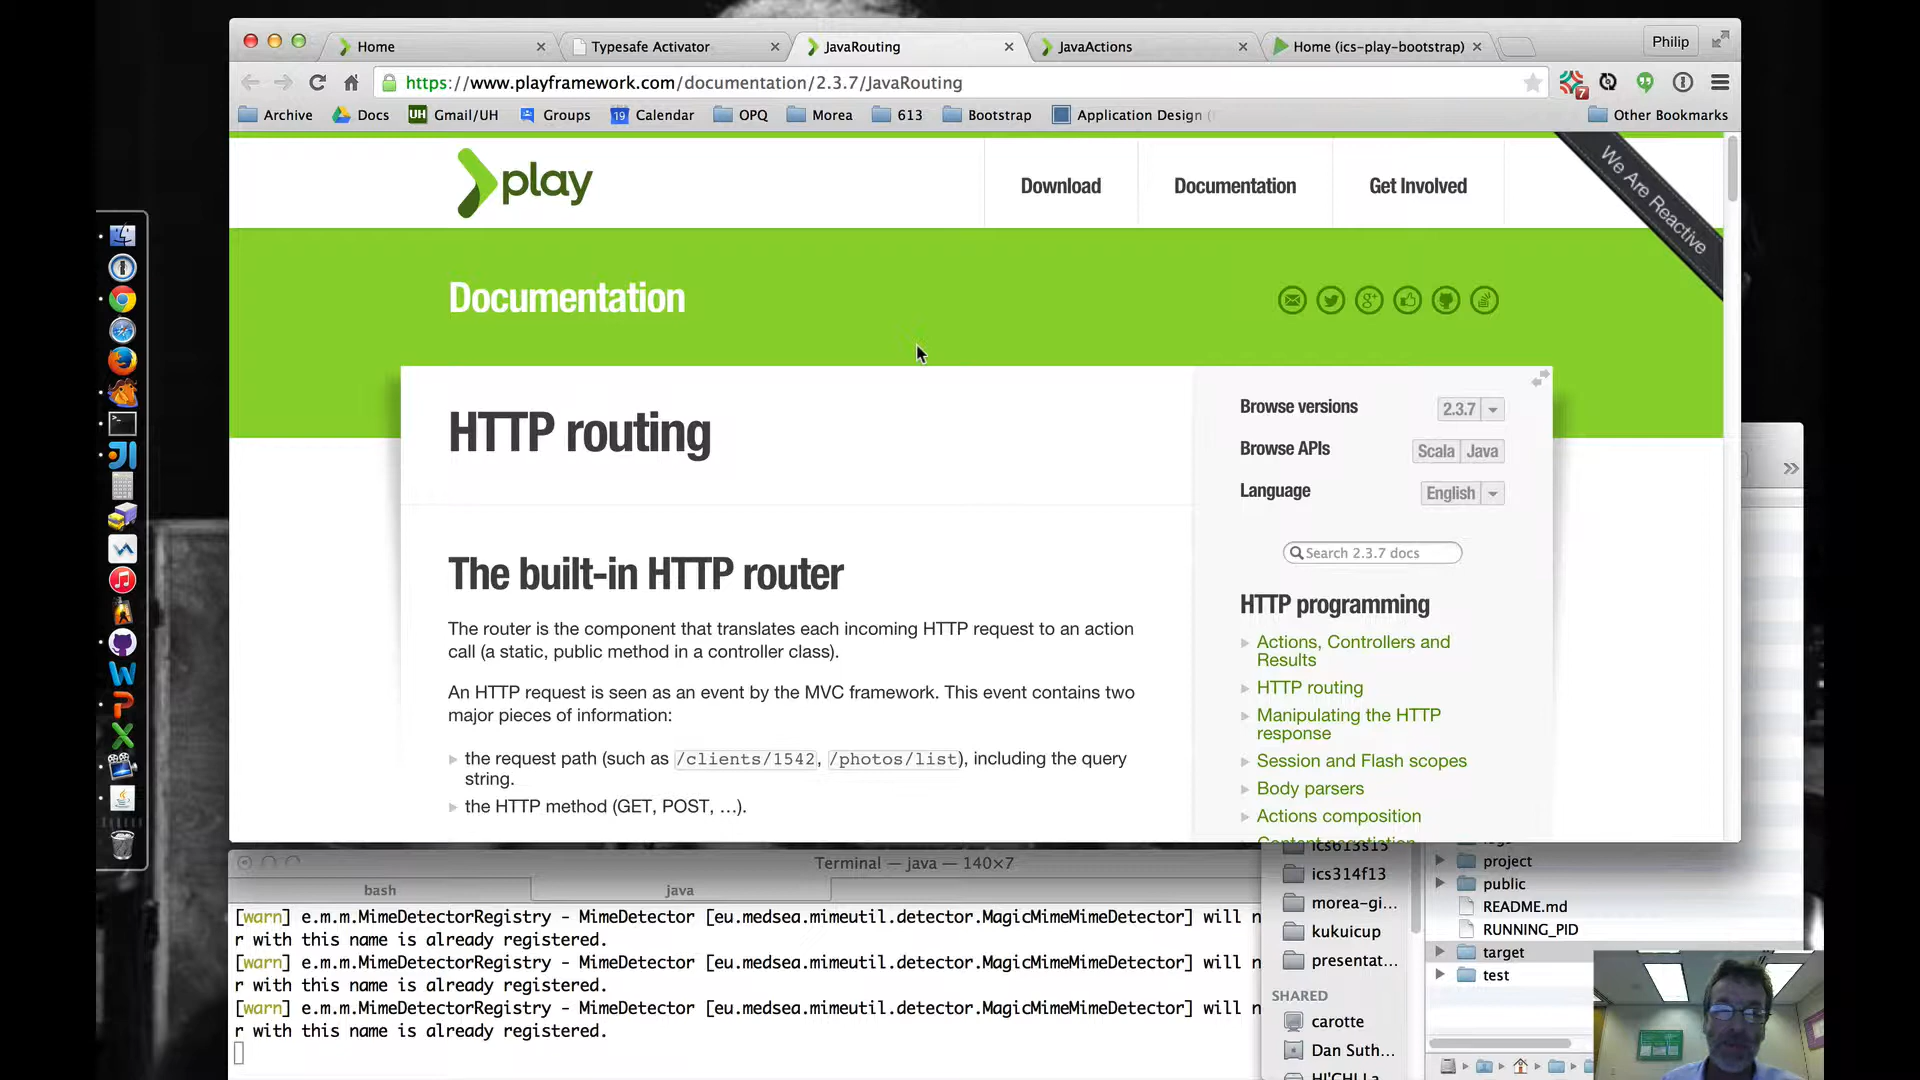 Home
Typesafe Activator
JavaRouting
JavaActions
Home (ics-play-bootstrap)
Philip
https://www.playframework.com/documentation/2.3.7/JavaRouting
7
Archive
Docs
UH Gmail/UH
Groups
19 Calendar
OPQ
Morea
613
Bootstrap
Application Design (
Other Bookmarks
play
Download
Documentation
Get Involved
We Are Reactive
Documentation
HTTP routing
Browse versions
2.3.7
Browse APIs
Scala Java
Language
English
Search 2.3.7 docs
The built-in HTTP router
The router is the component that translates each incoming HTTP request to an action
call (a static, public method in a controller class).
An HTTP request is seen as an event by the MVC framework. This event contains two
major pieces of information:
the request path (such as /clients/1542, /photos/list), including the query
string.
the HTTP method (GET, POST, …).
HTTP programming
Actions, Controllers and
Results
HTTP routing
Manipulating the HTTP
response
Session and Flash scopes
Body parsers
Actions composition
Content negotiation
Terminal — java — 140×7
bash
java
[warn] e.m.m.MimeDetectorRegistry - MimeDetector [eu.medsea.mimeutil.detector.MagicMimeMimeDetector] will n
r with this name is already registered.
[warn] e.m.m.MimeDetectorRegistry - MimeDetector [eu.medsea.mimeutil.detector.MagicMimeMimeDetector] will n
r with this name is already registered.
[warn] e.m.m.MimeDetectorRegistry - MimeDetector [eu.medsea.mimeutil.detector.MagicMimeMimeDetector] will n
r with this name is already registered.
ics613s15
ics314f13
morea-gi...
kukuicup
presentat...
SHARED
carotte
Dan Suth...
project
public
README.md
RUNNING_PID
target
test